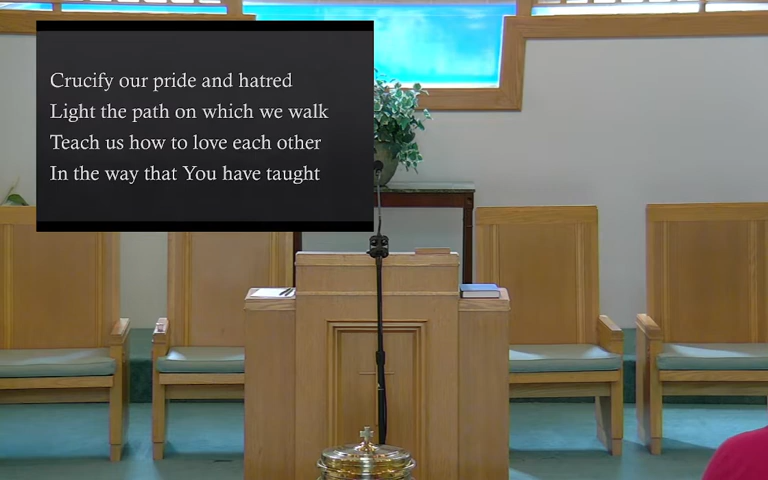 Crucify our pride and hatred
Light the path on which we walk
Teach us how to love each other
In the way that You have taught